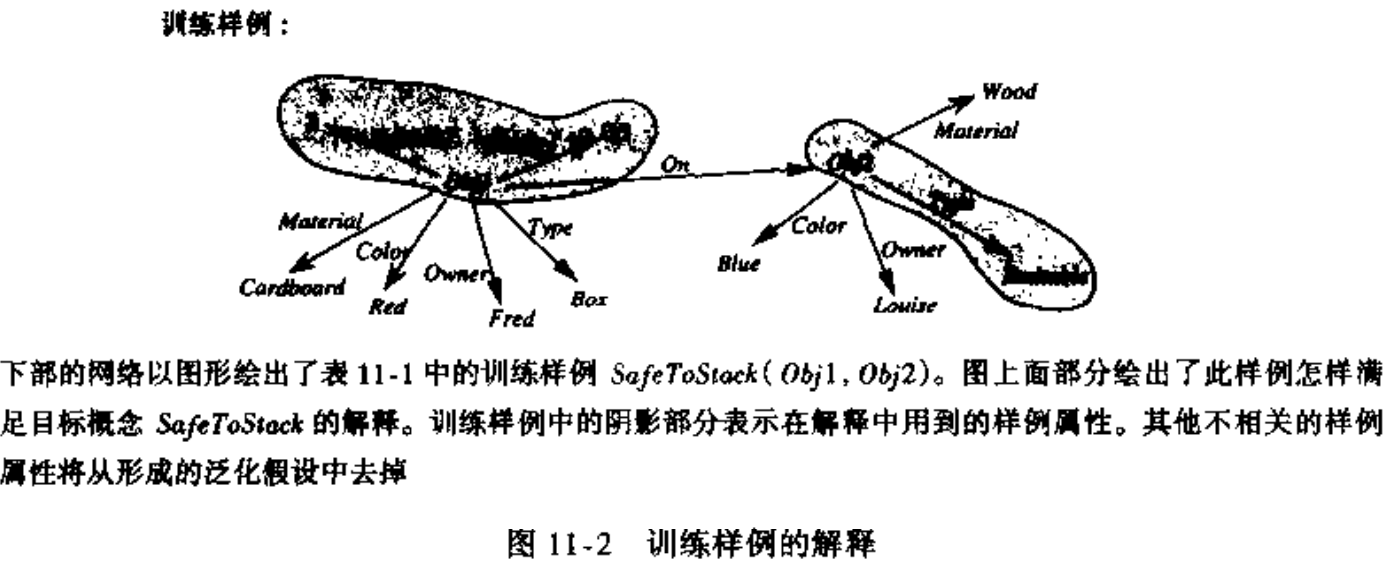 训练样例：
Wood
Material
On
Material
Type
Color
Color
Owner
Owner
Blue
Cardboard
Red
Box
Louise
Fred
下部的网络以图形绘出了表 11-1 中的训练样例 SafeToStack( Obj1, Obj2)。图上面部分绘出了此样例怎样满
足目标概念 SafeToStack 的解释。训练样例中的阴影部分表示在解释中用到的样例属性。其他不相关的样例
属性将从形成的泛化假设中去掉
图 11-2 训练样例的解释